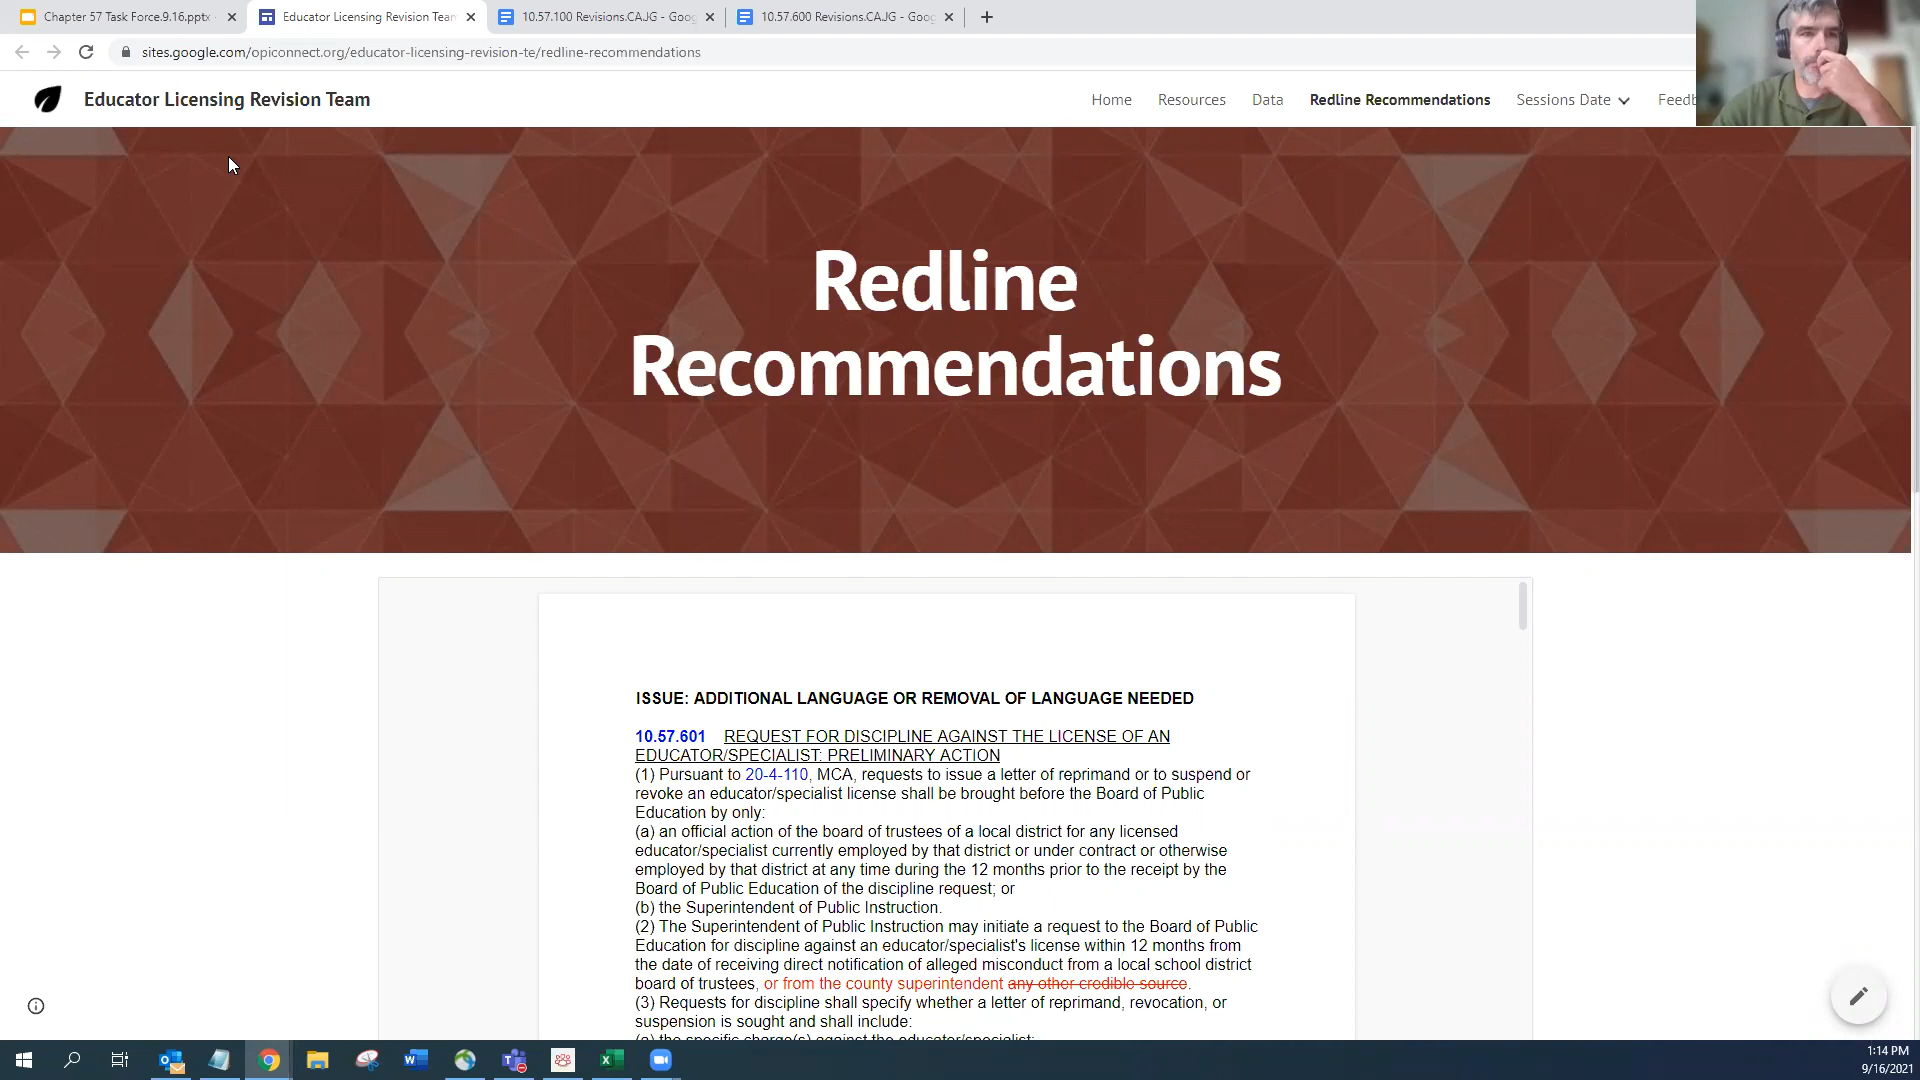 Chapter 57 Task Force.9.16.pptx
Educator Licensing Revision Team
10.57.100 Revisions.CAJG - Goog
10.57.600 Revisions.CAJG - Goog
sites.google.com/opiconnect.org/educator-licensing-revision-te/redline-recommendations
Educator Licensing Revision Team
Home
Resources
Data
Redline Recommendations
Sessions Date
Feedb
Redline
Recommendations
ISSUE: ADDITIONAL LANGUAGE OR REMOVAL OF LANGUAGE NEEDED
10.57.601 REQUEST FOR DISCIPLINE AGAINST THE LICENSE OF AN
EDUCATOR/SPECIALIST: PRELIMINARY ACTION
(1) Pursuant to 20-4-110, MCA, requests to issue a letter of reprimand or to suspend or
revoke an educator/specialist license shall be brought before the Board of Public
Education by only:
(a) an official action of the board of trustees of a local district for any licensed
educator/specialist currently employed by that district or under contract or otherwise
employed by that district at any time during the 12 months prior to the receipt by the
Board of Public Education of the discipline request; or
(b) the Superintendent of Public Instruction.
(2) The Superintendent of Public Instruction may initiate a request to the Board of Public
Education for discipline against an educator/specialist's license within 12 months from
the date of receiving direct notification of alleged misconduct from a local school district
board of trustees, or from the county superintendent any other credible source.
(3) Requests for discipline shall specify whether a letter of reprimand, revocation, or
suspension is sought and shall include:
(a) the specific charge(s) against the educator/specialist;
1:14 PM
9/16/2021